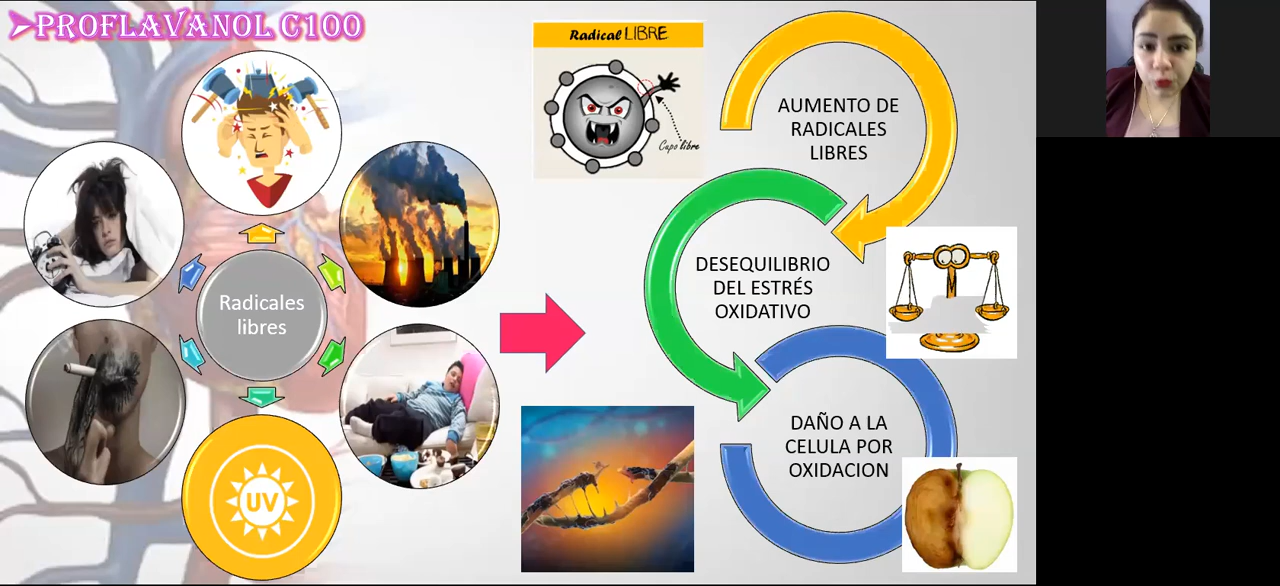 PROFLAVANOL C100
Radicales
libres
UV
Radical LIBRE
Cupo libre
AUMENTO DE
RADICALES
LIBRES
DESEQUILIBRIO
DEL ESTRÉS
OXIDATIVO
DAÑO A LA
CELULA POR
OXIDACION